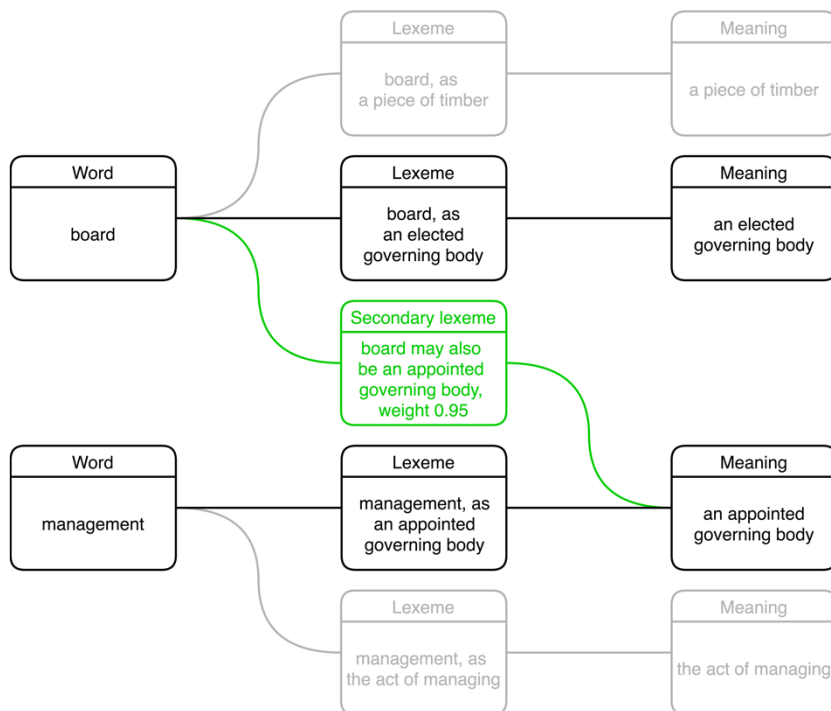 Lexeme
board, as
a piece of timber
Meaning
a piece of timber
Word
board
Lexeme
board, as
an elected
governing body
Meaning
an elected
governing body
Secondary lexeme
board may also
be an appointed
governing body,
weight 0.95
Word
management
Lexeme
management, as
an appointed
governing body
Meaning
an appointed
governing body
Lexeme
management, as
the act of managing
Meaning
the act of managing